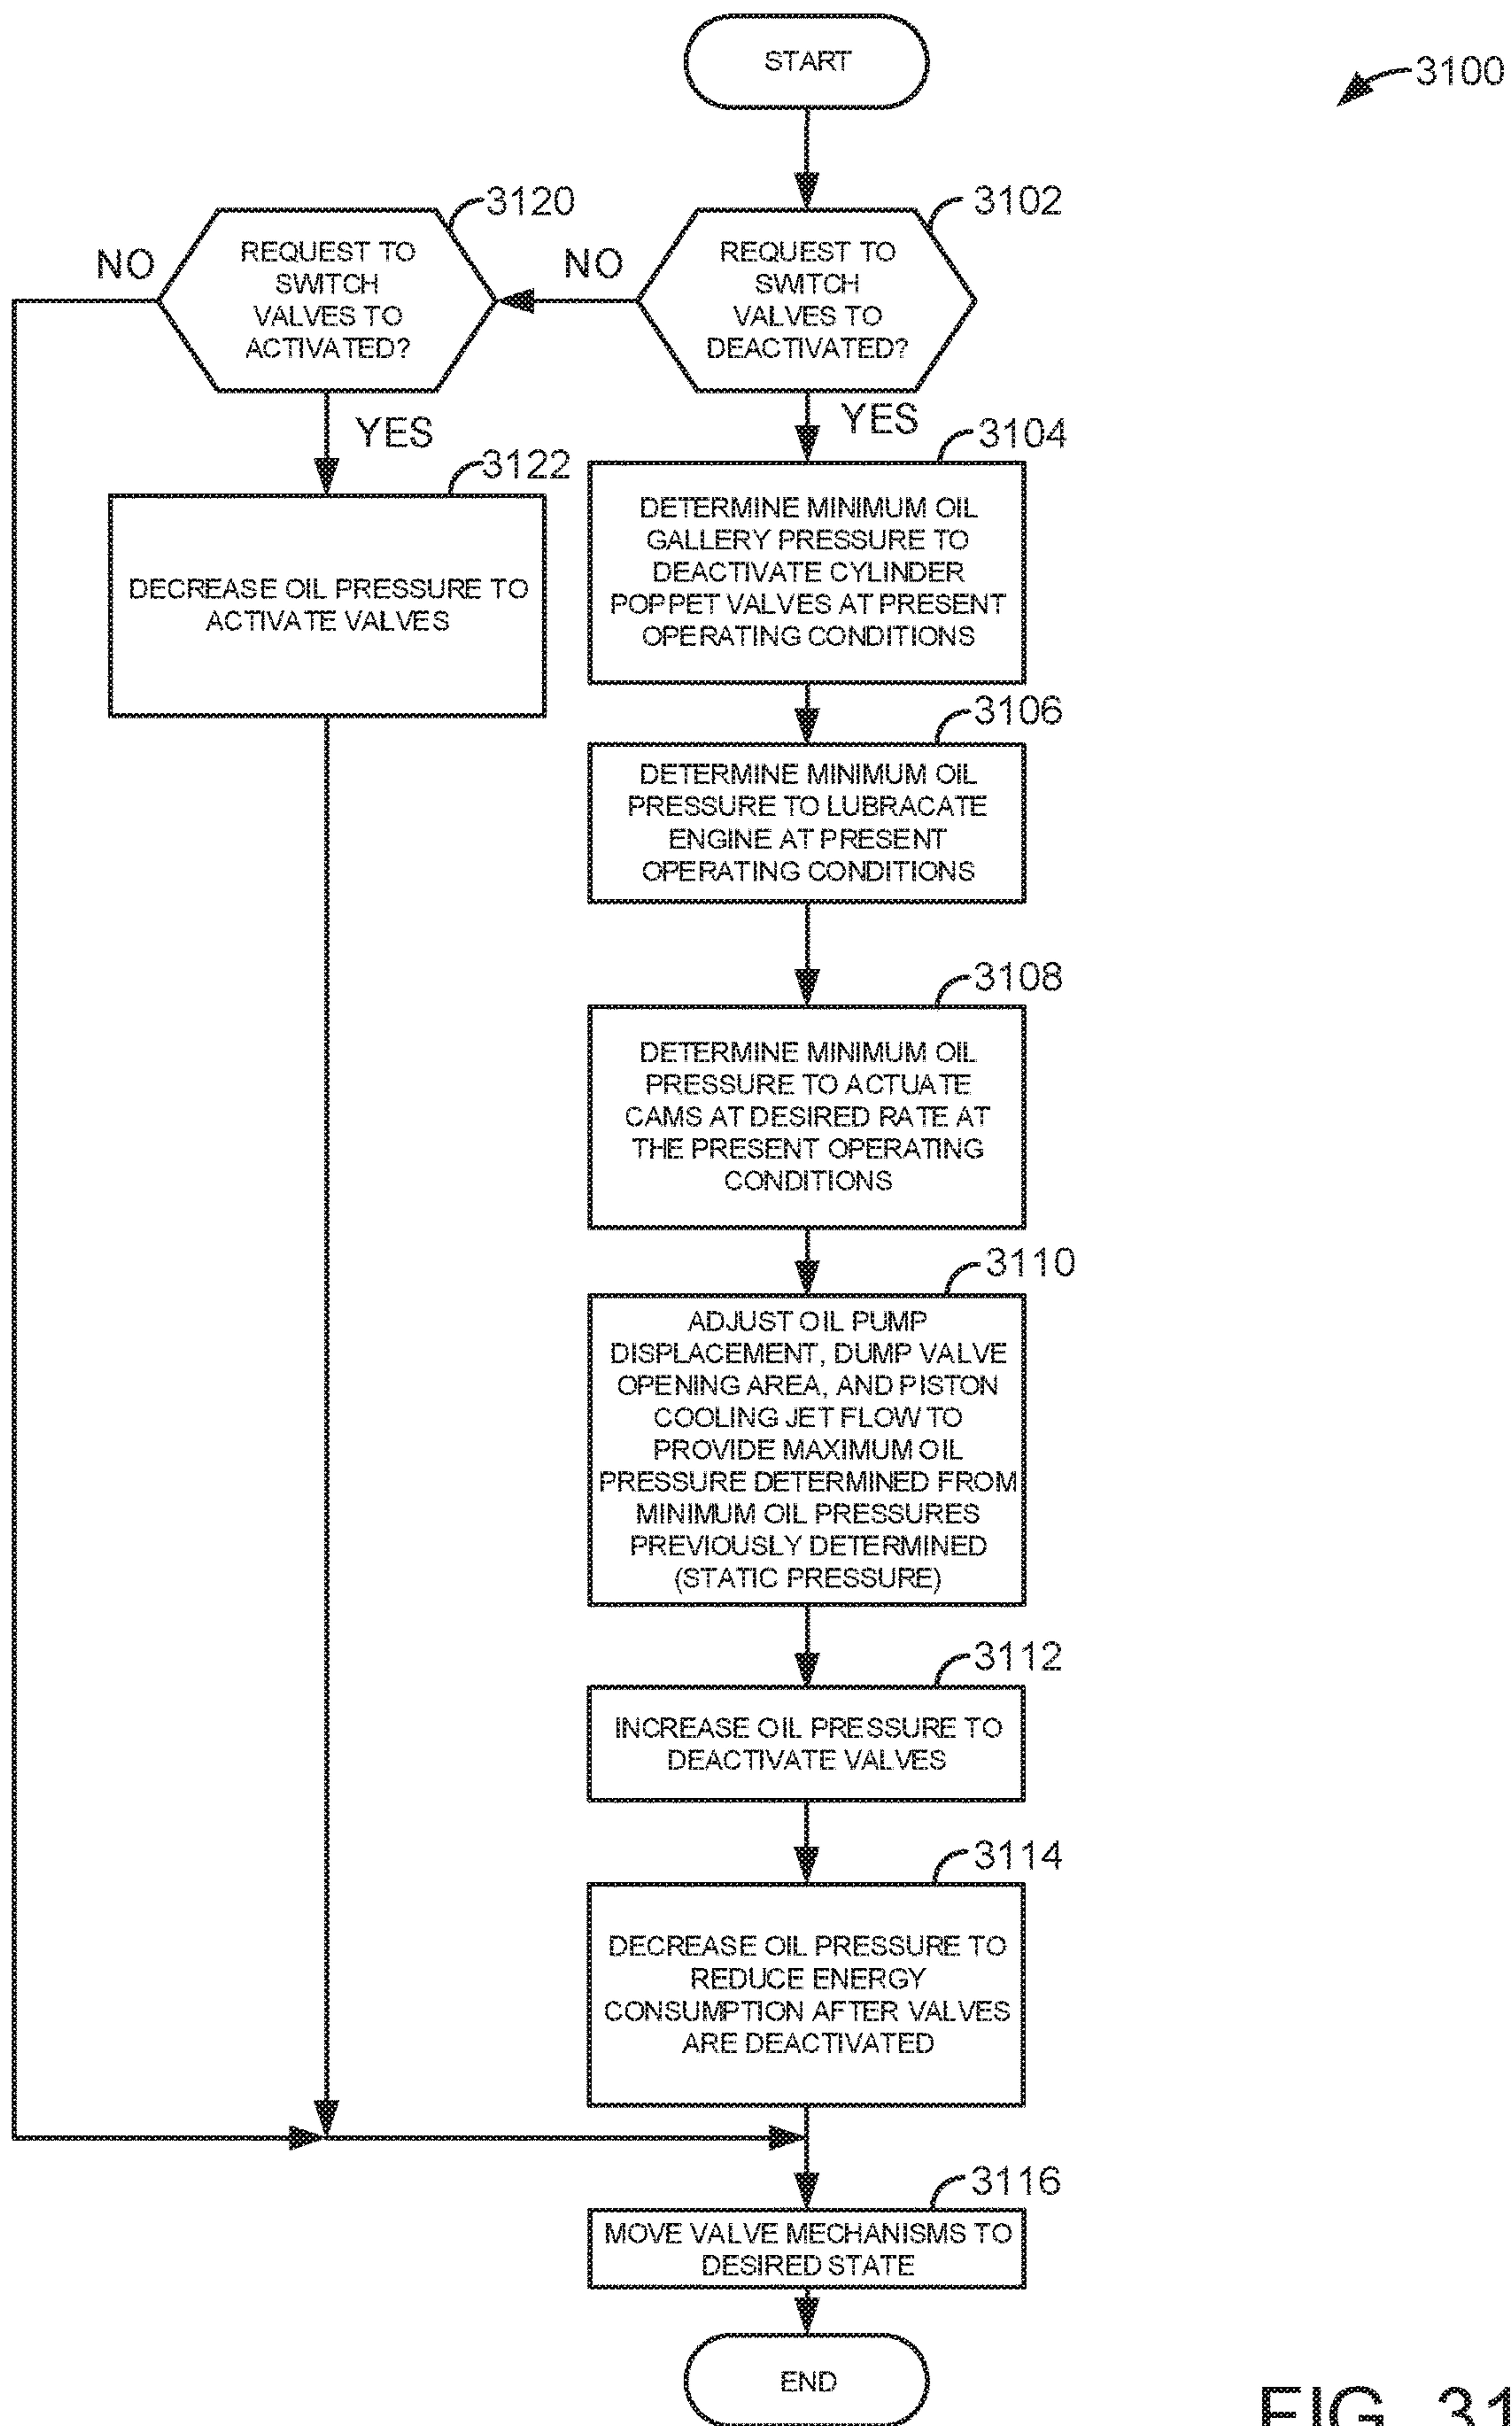 START
3100
3120
3102
REQUEST TO
SWITCH
VALVES TO
ACTIVATED?
NO
NO
REQUEST TO
SWITCH
VALVES TO
DEACTIVATED?
YES
YES
3122
3104
DECREASE OIL PRESSURE TO
ACTIVATE VALVES
DETERMINE MINIMUM OIL
GALLERY PRESSURE TO
DEACTIVATE CYLINDER
POPPET VALVES AT PRESENT
OPERATING CONDITIONS
3106
DETERMINE MINIMUM OIL
PRESSURE TO LUBRACATE
ENGINE AT PRESENT
OPERATING CONDITIONS
3108
DETERMINE MINIMUM OIL
PRESSURE TO ACTUATE
CAMS AT DESIRED RATE AT
THE PRESENT OPERATING
CONDITIONS
3110
ADJUST OIL PUMP
DISPLACEMENT, DUMP VALVE
OPENING AREA, AND PISTON
COOLING JET FLOW TO
PROVIDE MAXIMUM OIL
PRESSURE DETERMINED FROM
MINIMUM OIL PRESSURES
PREVIOUSLY DETERMINED
(STATIC PRESSURE)
3112
INCREASE OIL PRESSURE TO
DEACTIVATE VALVES
3114
DECREASE OIL PRESSURE TO
REDUCE ENERGY
CONSUMPTION AFTER VALVES
ARE DEACTIVATED
3116
MOVE VALVE MECHANISMS TO
DESIRED STATE
END
FIG. 31